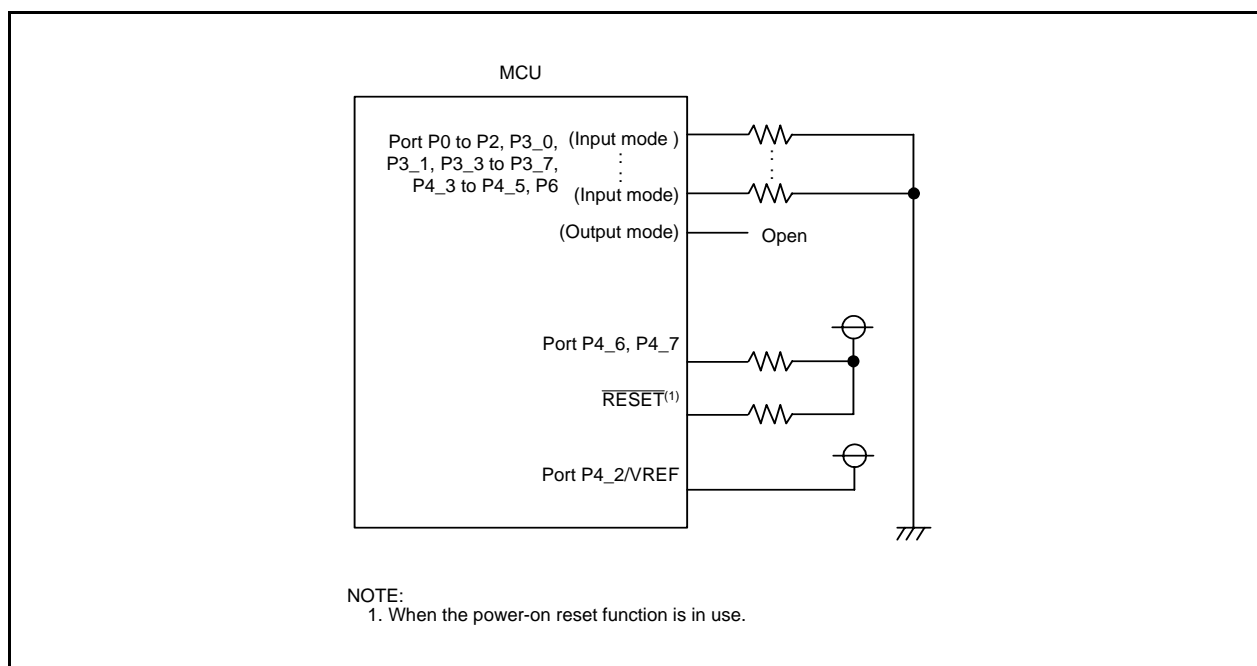 MCU
Port P0 to P2, P3_0,
P3_1, P3_3 to P3_7,
P4_3 to P4_5, P6
(Input mode )
(Input mode)
(Output mode)
Open
Port P4_6, P4_7
RESET(1)
Port P4_2/VREF
NOTE:
1. When the power-on reset function is in use.